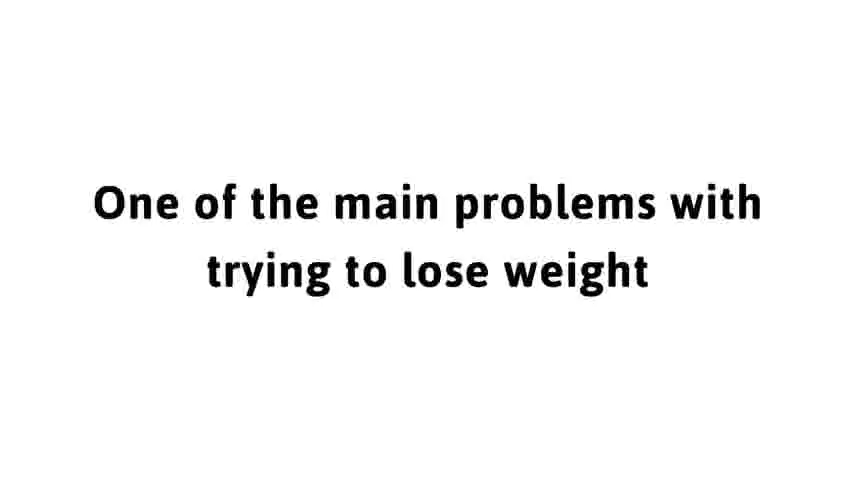 One of the main problems with
trying to lose weight